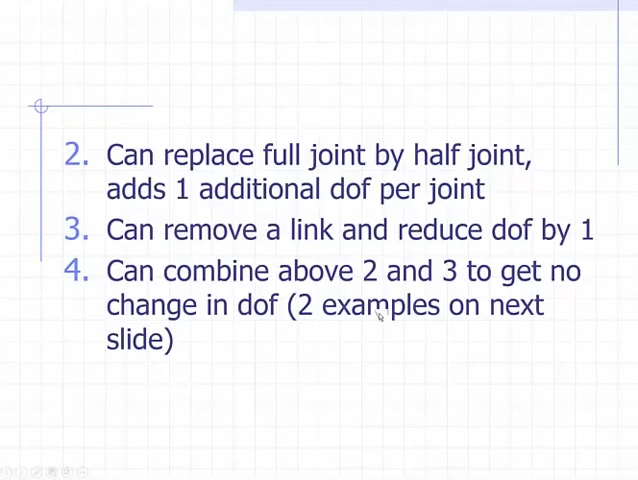 2. Can replace full joint by half joint,
adds 1 additional dof per joint
3. Can remove a link and reduce dof by 1
4. Can combine above 2 and 3 to get no
change in dof (2 examples on next
slide)